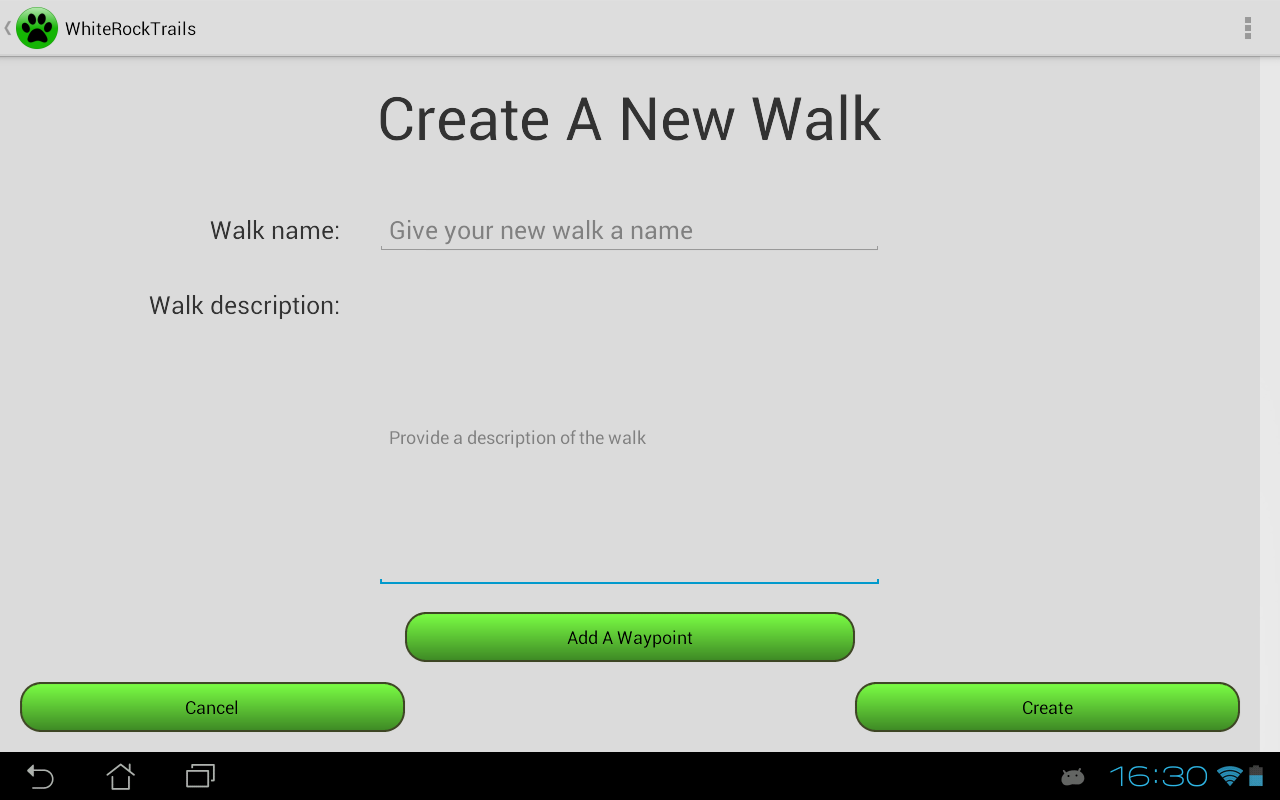 WhiteRockTrails
Create A New Walk
Walk name: Give your new walk a name
Walk description:
Provide a description of the walk
Add A Waypoint
Cancel Create
16:30